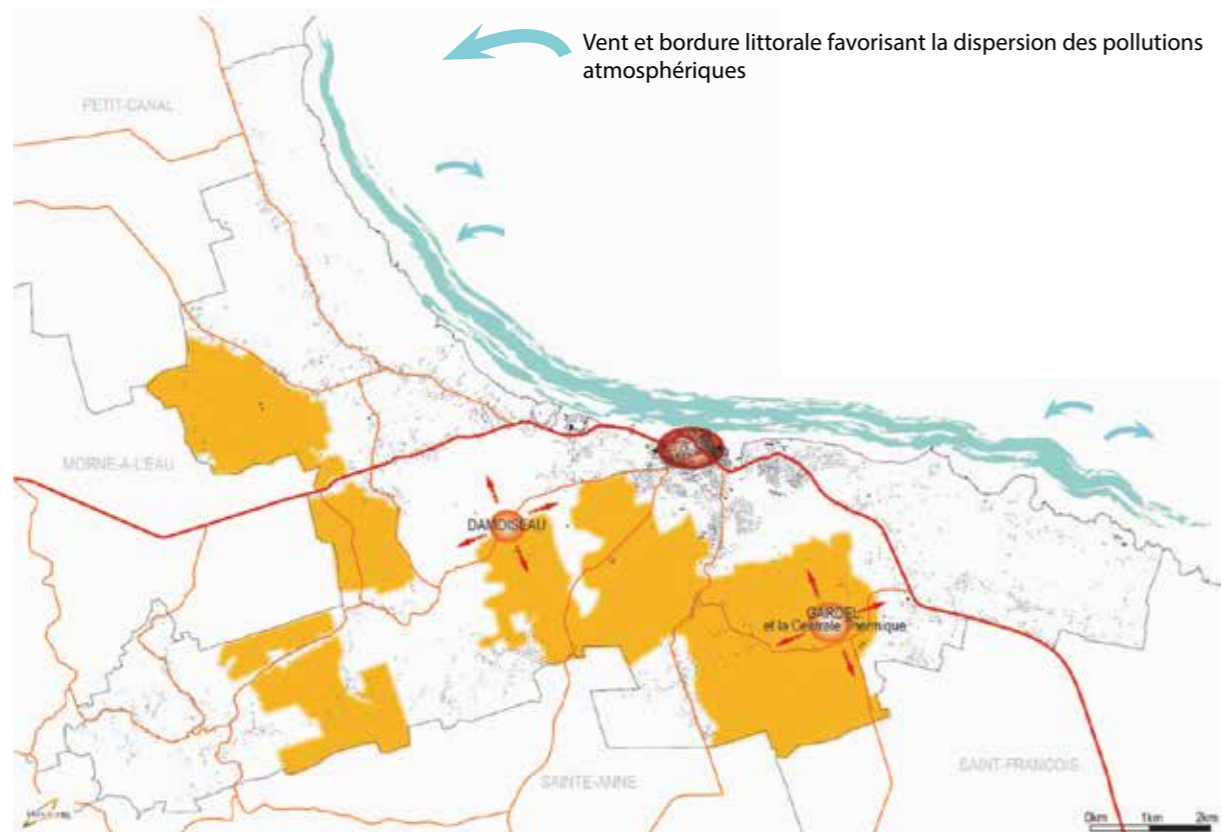 Vent et bordure littorale favorisant la dispersion des pollutions
atmosphériques
PETIT-CANAL
MORNE-A-L'EAU
DAMOISEAU
GARDEL
et la Centrale Thermique
SAINTE-ANNE
SAINT-FRANCOIS
0km 1km 2km